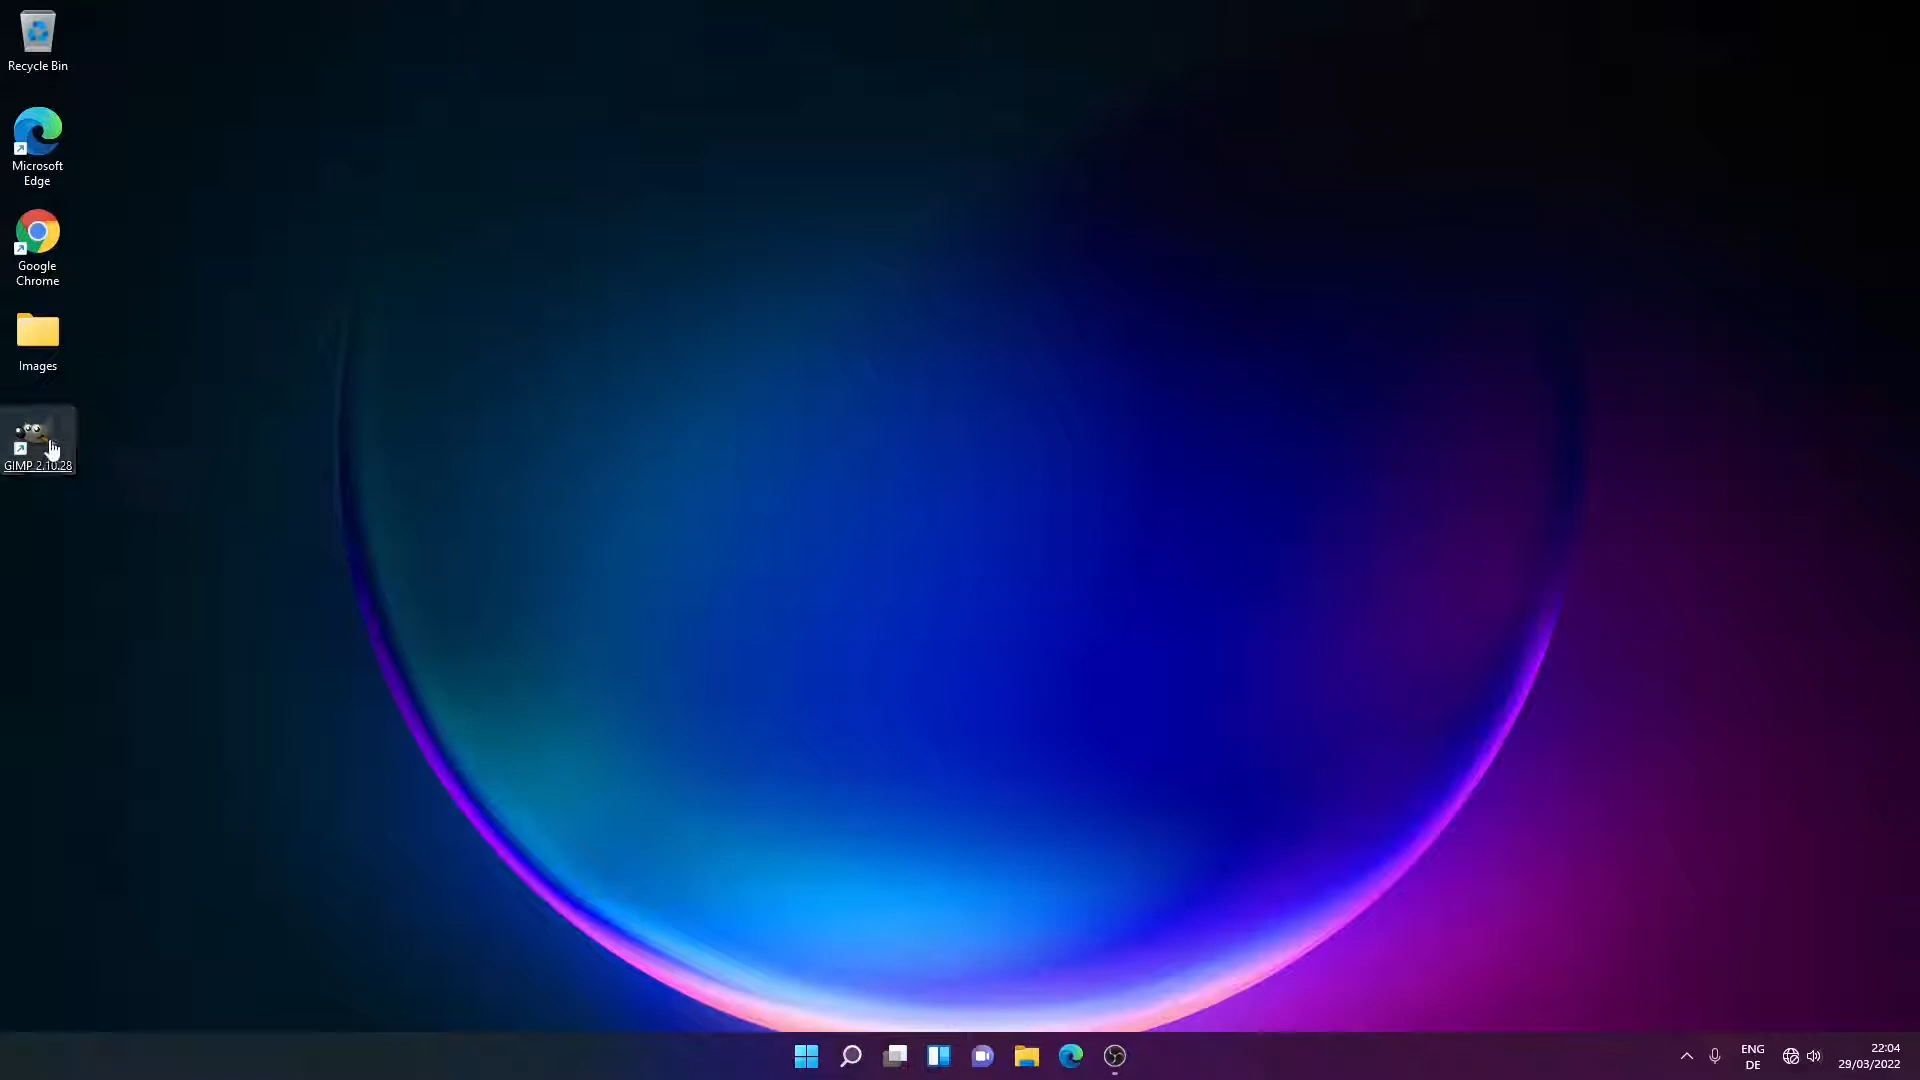 Recycle Bin
Microsoft
Edge
Google
Chrome
Images
GIMP 2.10.28
ENG
DE
22:04
29/03/2022